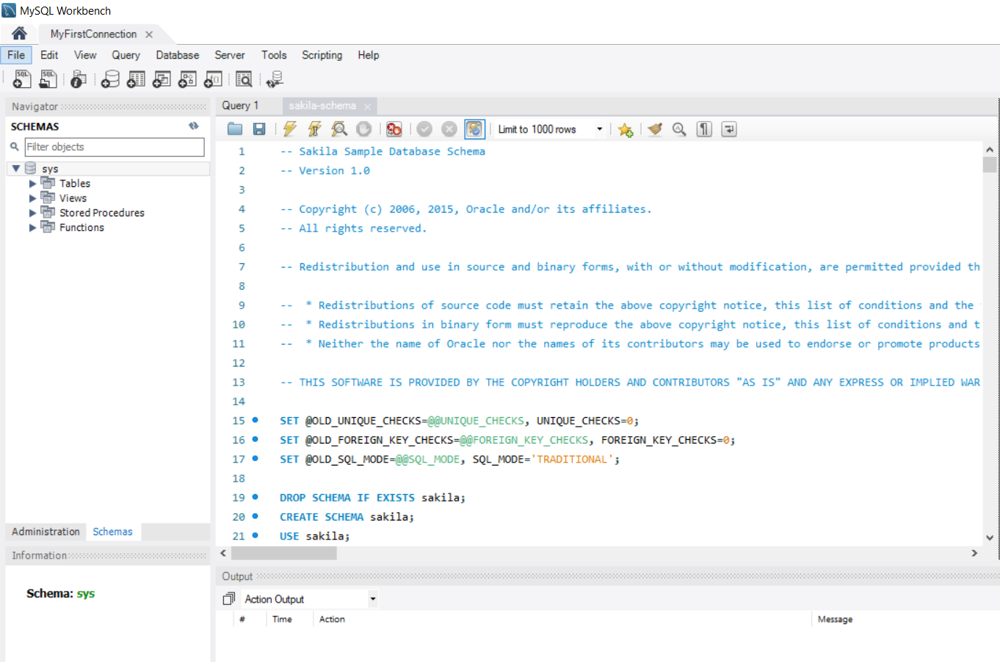 MySQL Workbench
MyFirstConnection
File Edit View Query Database Server Tools Scripting Help
SQL SQL
Navigator
SCHEMAS
Filter objects
sys
Tables
Views
Stored Procedures
Functions
Administration Schemas
Information
Schema: sys
Query 1 sakila-schema
Limit to 1000 rows
1 -- Sakila Sample Database Schema
2 -- Version 1.0
3
4 -- Copyright (c) 2006, 2015, Oracle and/or its affiliates.
5 -- All rights reserved.
6
7 -- Redistribution and use in source and binary forms, with or without modification, are permitted provided th
8
9 --  * Redistributions of source code must retain the above copyright notice, this list of conditions and the
10 --  * Redistributions in binary form must reproduce the above copyright notice, this list of conditions and t
11 --  * Neither the name of Oracle nor the names of its contributors may be used to endorse or promote products
12
13 -- THIS SOFTWARE IS PROVIDED BY THE COPYRIGHT HOLDERS AND CONTRIBUTORS "AS IS" AND ANY EXPRESS OR IMPLIED WAR
14
15 SET @OLD_UNIQUE_CHECKS=@@UNIQUE_CHECKS, UNIQUE_CHECKS=0;
16 SET @OLD_FOREIGN_KEY_CHECKS=@@FOREIGN_KEY_CHECKS, FOREIGN_KEY_CHECKS=0;
17 SET @OLD_SQL_MODE=@@SQL_MODE, SQL_MODE='TRADITIONAL';
18
19 DROP SCHEMA IF EXISTS sakila;
20 CREATE SCHEMA sakila;
21 USE sakila;
Output
Action Output
# Time Action Message